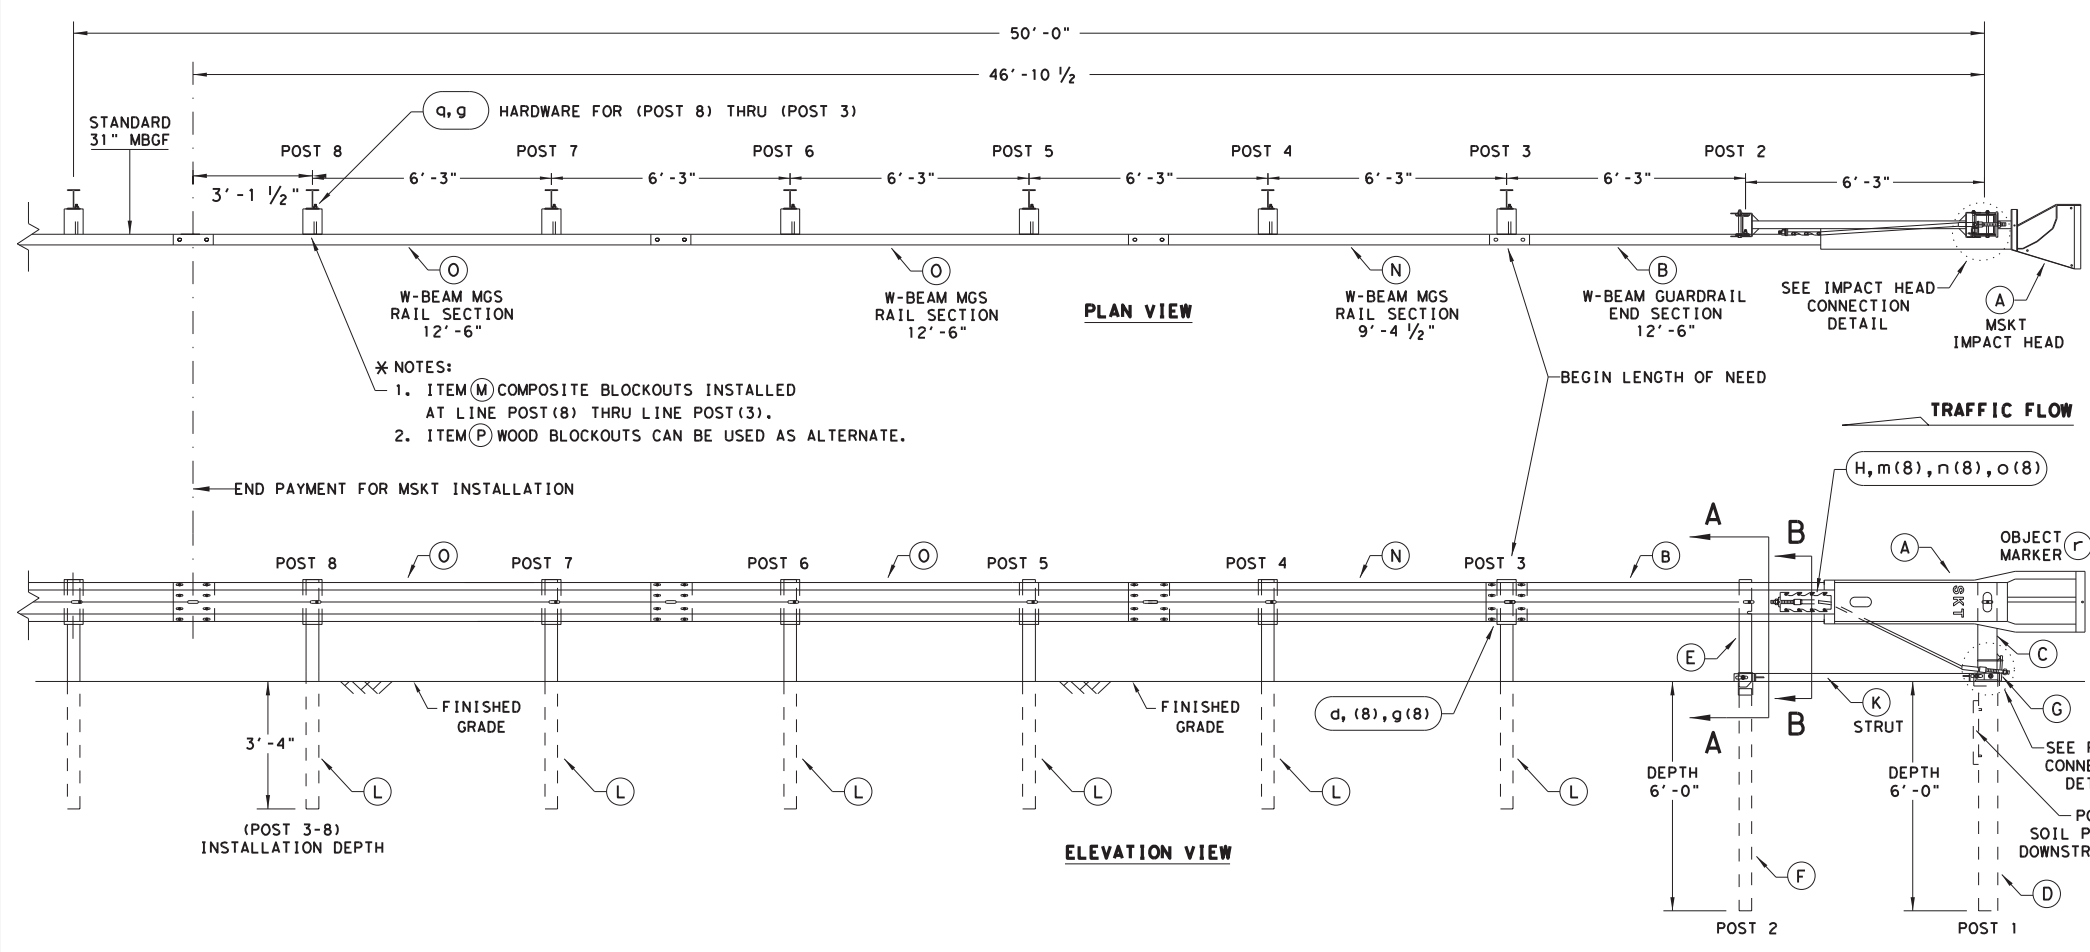 50'-0"
46'-10 1/2
q,g HARDWARE FOR (POST 8) THRU (POST 3)
STANDARD
31" MBGF
POST 8
POST 7
POST 6
POST 5
POST 4
POST 3
POST 2
3'-1 1/2"
6'-3"
6'-3"
6'-3"
6'-3"
6'-3"
6'-3"
6'-3"
O
W-BEAM MGS
RAIL SECTION
12'-6"
O
W-BEAM MGS
RAIL SECTION
12'-6"
PLAN VIEW
N
W-BEAM MGS
RAIL SECTION
9'-4 1/2"
B
W-BEAM GUARDRAIL
END SECTION
12'-6"
SEE IMPACT HEAD
CONNECTION
DETAIL
A
MSKT
IMPACT HEAD
* NOTES:
1. ITEM M COMPOSITE BLOCKOUTS INSTALLED
AT LINE POST(8) THRU LINE POST(3).
2. ITEM P WOOD BLOCKOUTS CAN BE USED AS ALTERNATE.
BEGIN LENGTH OF NEED
TRAFFIC FLOW
END PAYMENT FOR MSKT INSTALLATION
H,m(8),n(8),o(8)
A
B
A
OBJECT
MARKER r
POST 8
O
POST 7
POST 6
O
POST 5
POST 4
N
POST 3
B
SKT
E
C
FINISHED
GRADE
FINISHED
GRADE
d, (8),g(8)
A
B
K
STRUT
G
3'-4"
L
L
L
L
L
L
DEPTH
6'-0"
DEPTH
6'-0"
SEE
CONNE
DET
PO
SOIL P
DOWNSTR
(POST 3-8)
INSTALLATION DEPTH
ELEVATION VIEW
F
D
POST 2
POST 1